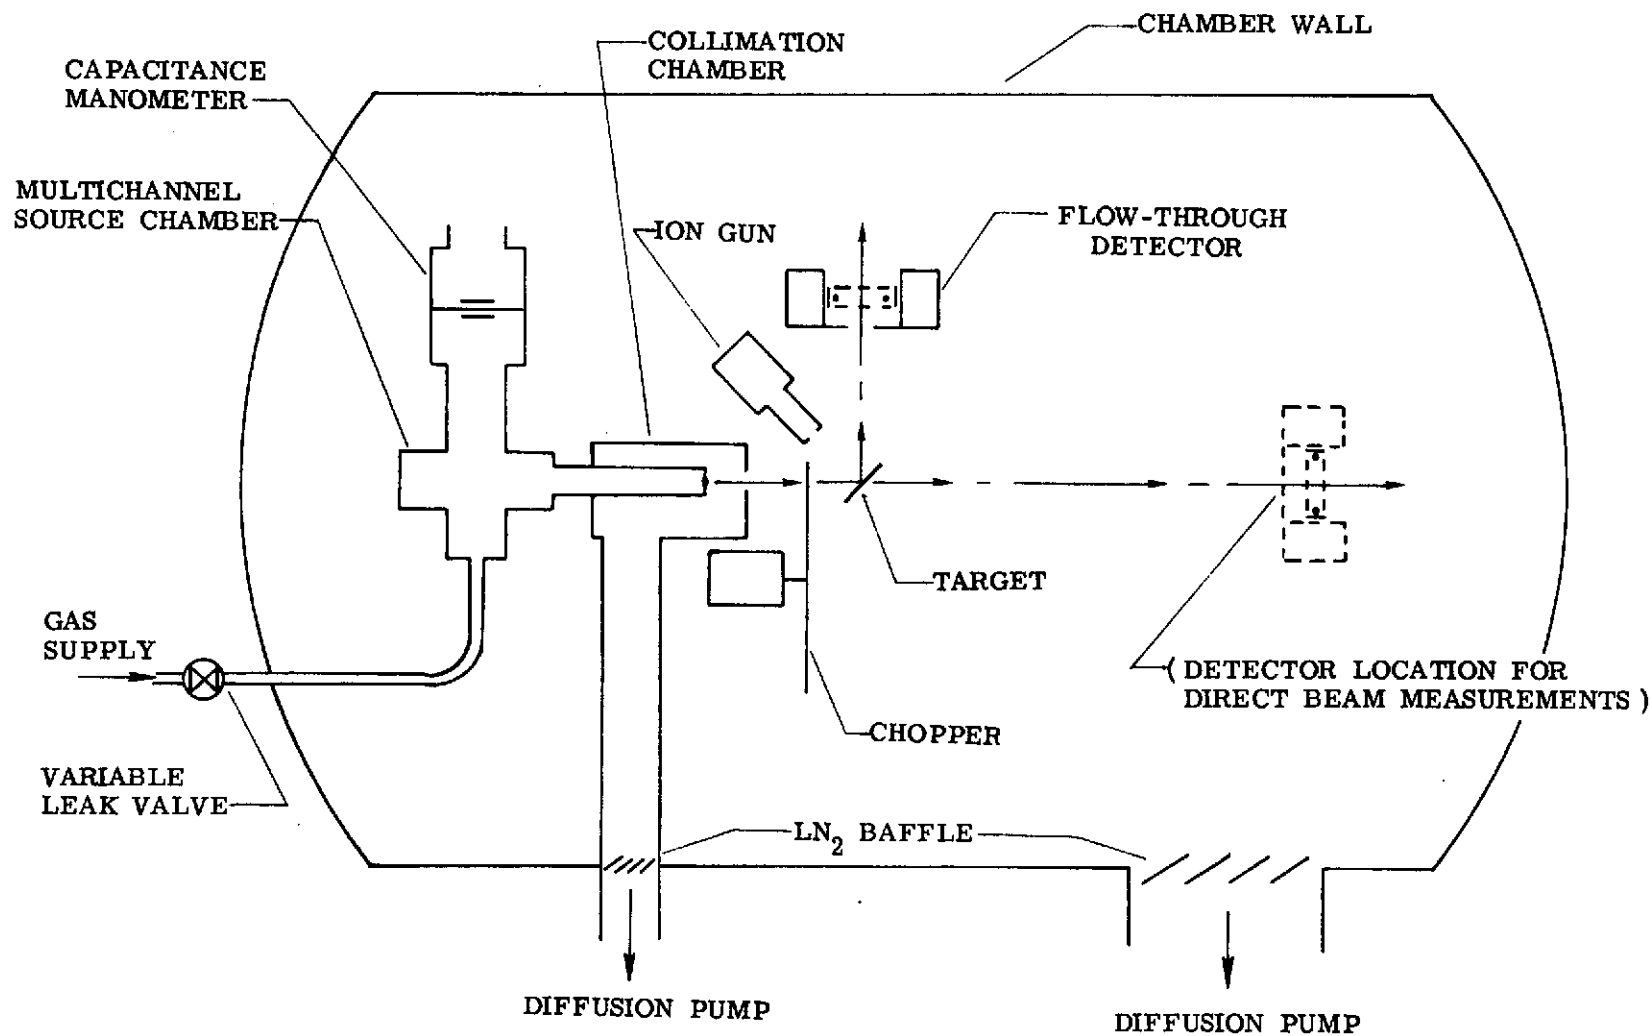 CHAMBER WALL
COLLIMATION
CHAMBER
CAPACITANCE
MANOMETER
MULTICHANNEL
SOURCE CHAMBER
ION GUN
FLOW-THROUGH
DETECTOR
TARGET
GAS
SUPPLY
(DETECTOR LOCATION FOR
DIRECT BEAM MEASUREMENTS)
CHOPPER
VARIABLE
LEAK VALVE
LN₂ BAFFLE
DIFFUSION PUMP
DIFFUSION PUMP